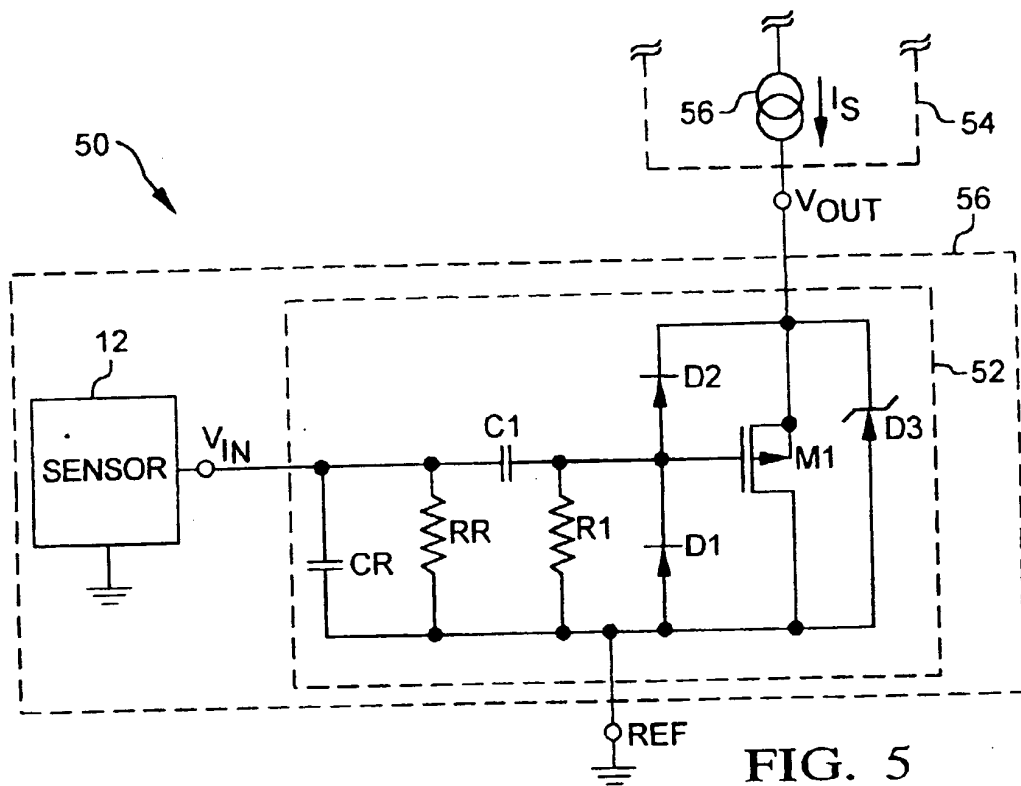 56
I_S
54
50
V_OUT
56
12
52
D2
C1
V_IN
D3
SENSOR
M1
RR
R1
D1
CR
REF
FIG. 5